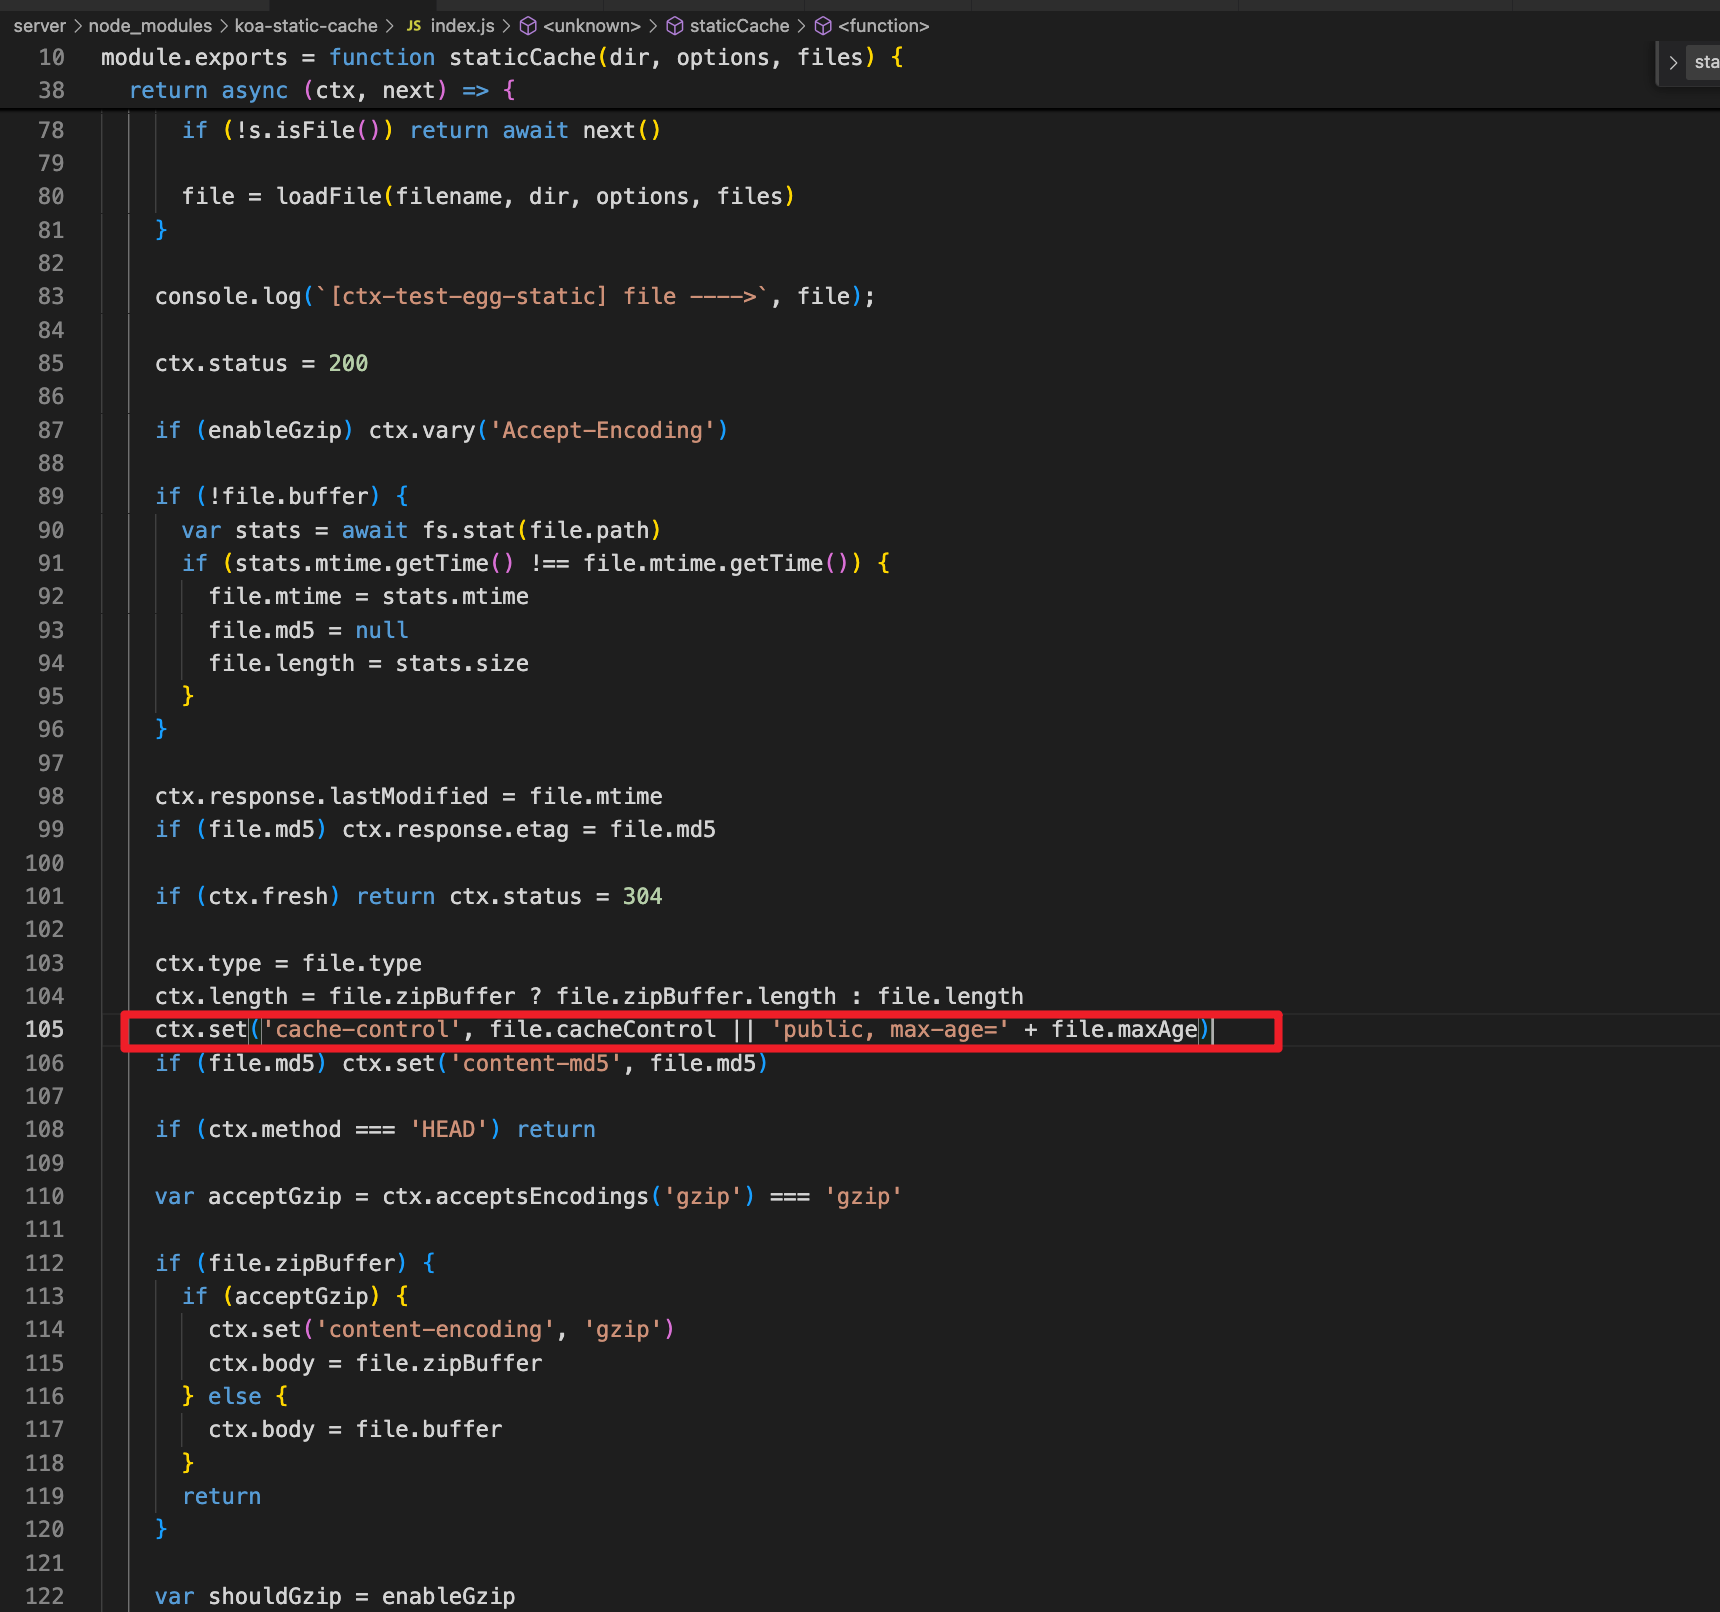 server > node_modules > koa-static-cache > JS index.js > <unknown> > staticCache > <function>
10 module.exports = function staticCache(dir, options, files) {
38 return async (ctx, next) => {
> sta
78 if (!s.isFile()) return await next()
79
80 file = loadFile(filename, dir, options, files)
81 }
82
83 console.log(`[ctx-test-egg-static] file ---->`, file);
84
85 ctx.status = 200
86
87 if (enableGzip) ctx.vary('Accept-Encoding')
88
89 if (!file.buffer) {
90 var stats = await fs.stat(file.path)
91 if (stats.mtime.getTime() !== file.mtime.getTime()) {
92 file.mtime = stats.mtime
93 file.md5 = null
94 file.length = stats.size
95 }
96 }
97
98 ctx.response.lastModified = file.mtime
99 if (file.md5) ctx.response.etag = file.md5
100
101 if (ctx.fresh) return ctx.status = 304
102
103 ctx.type = file.type
104 ctx.length = file.zipBuffer ? file.zipBuffer.length : file.length
105 ctx.set('cache-control', file.cacheControl || 'public, max-age=' + file.maxAge)
106 if (file.md5) ctx.set('content-md5', file.md5)
107
108 if (ctx.method === 'HEAD') return
109
110 var acceptGzip = ctx.acceptsEncodings('gzip') === 'gzip'
111
112 if (file.zipBuffer) {
113 if (acceptGzip) {
114 ctx.set('content-encoding', 'gzip')
115 ctx.body = file.zipBuffer
116 } else {
117 ctx.body = file.buffer
118 }
119 return
120 }
121
122 var shouldGzip = enableGzip